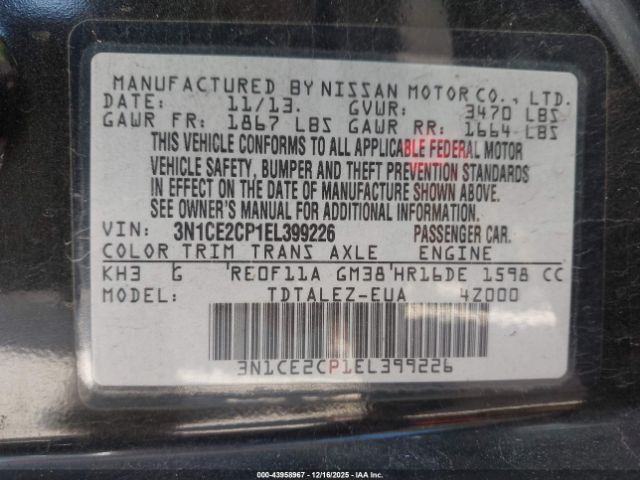 MANUFACTURED BY NISSAN MOTOR CO., LTD.
DATE: 11/13. GVWR: 3470 LBS
GAWR FR: 1867 LBS GAWR RR: 1664 LBS
THIS VEHICLE CONFORMS TO ALL APPLICABLE FEDERAL MOTOR
VEHICLE SAFETY, BUMPER AND THEFT PREVENTION STANDARDS
IN EFFECT ON THE DATE OF MANUFACTURE SHOWN ABOVE.
SEE OWNER'S MANUAL FOR ADDITIONAL INFORMATION.
VIN: 3N1CE2CP1EL399226 PASSENGER CAR.
COLOR TRIM TRANS AXLE ENGINE
KH3 G 'RE0F11A GM38'HR16DE 1598 CC
MODEL: TDTALEZ-EUA 4Z000
3N1CE2CP1EL399226
3N1CE2CP1EL399226
# 0-43958967 - 12/16/2025 - IAA Inc.